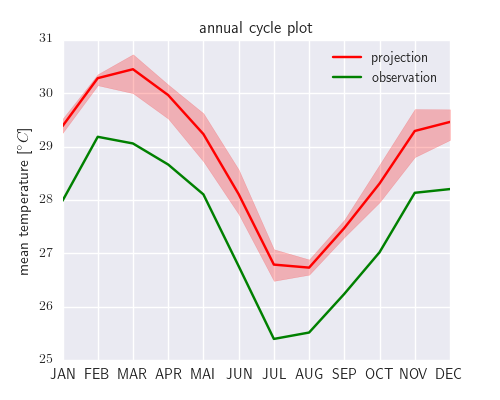 annual cycle plot
projection
observation
mean temperature [°C]
31
30
29
28
27
26
25
JAN FEB MAR APR MAI JUN JUL AUG SEP OCT NOV DEC